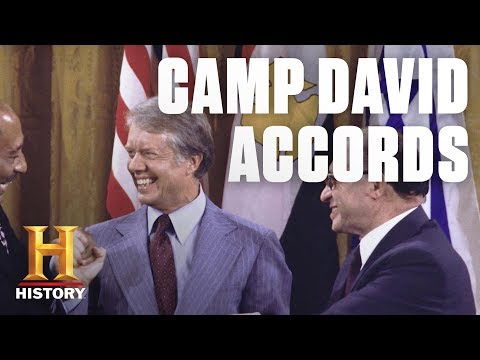 CAMP DAVID
ACCORDS
H
HISTORY.